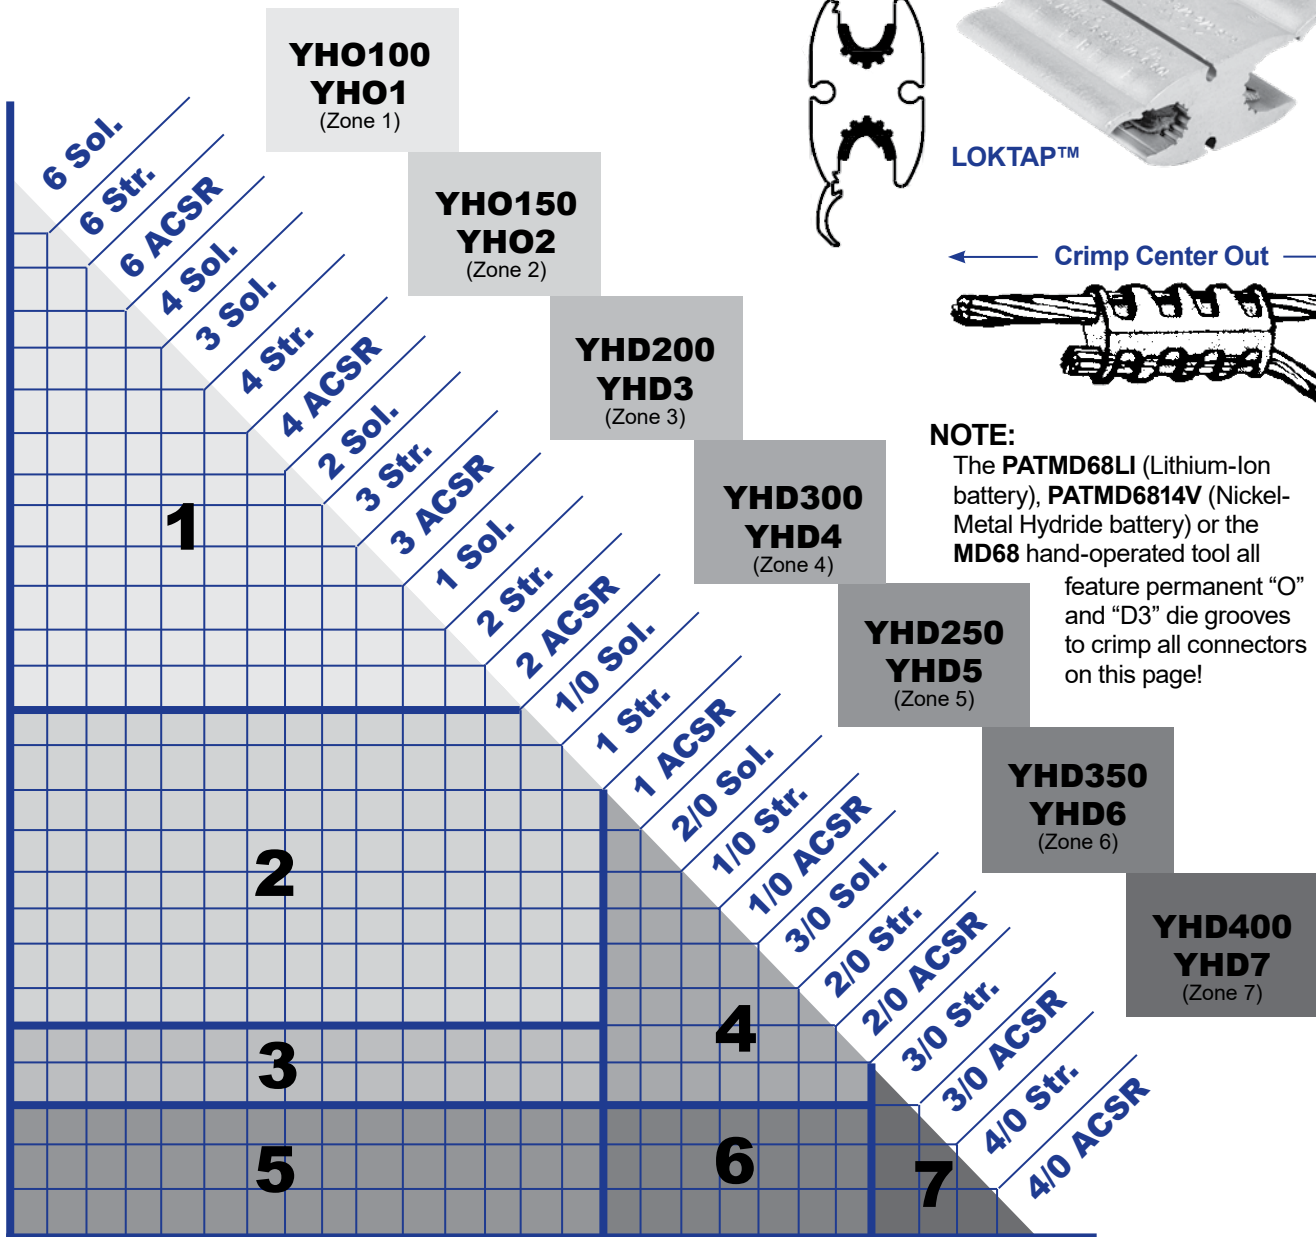 YHO100
YHO1
(Zone 1)
YHO150
YHO2
(Zone 2)
YHD200
YHD3
(Zone 3)
YHD300
YHD4
(Zone 4)
YHD250
YHD5
(Zone 5)
YHD350
YHD6
(Zone 6)
YHD400
YHD7
(Zone 7)
LOKTAP™
Crimp Center Out
NOTE:
The PATMD68LI (Lithium-Ion
battery), PATMD6814V (Nickel-
Metal Hydride battery) or the
MD68 hand-operated tool all
feature permanent “O”
and “D3” die grooves
to crimp all connectors
on this page!
6 Sol.
6 Str.
6 ACSR
4 Sol.
3 Sol.
4 Str.
4 ACSR
2 Sol.
3 Str.
3 ACSR
1 Sol.
2 Str.
2 ACSR
1/0 Sol.
1 Str.
1 ACSR
2/0 Sol.
1/0 Str.
1/0 ACSR
3/0 Sol.
2/0 Str.
2/0 ACSR
3/0 Str.
3/0 ACSR
4/0 Str.
4/0 ACSR
1
2
3
4
5
6
7